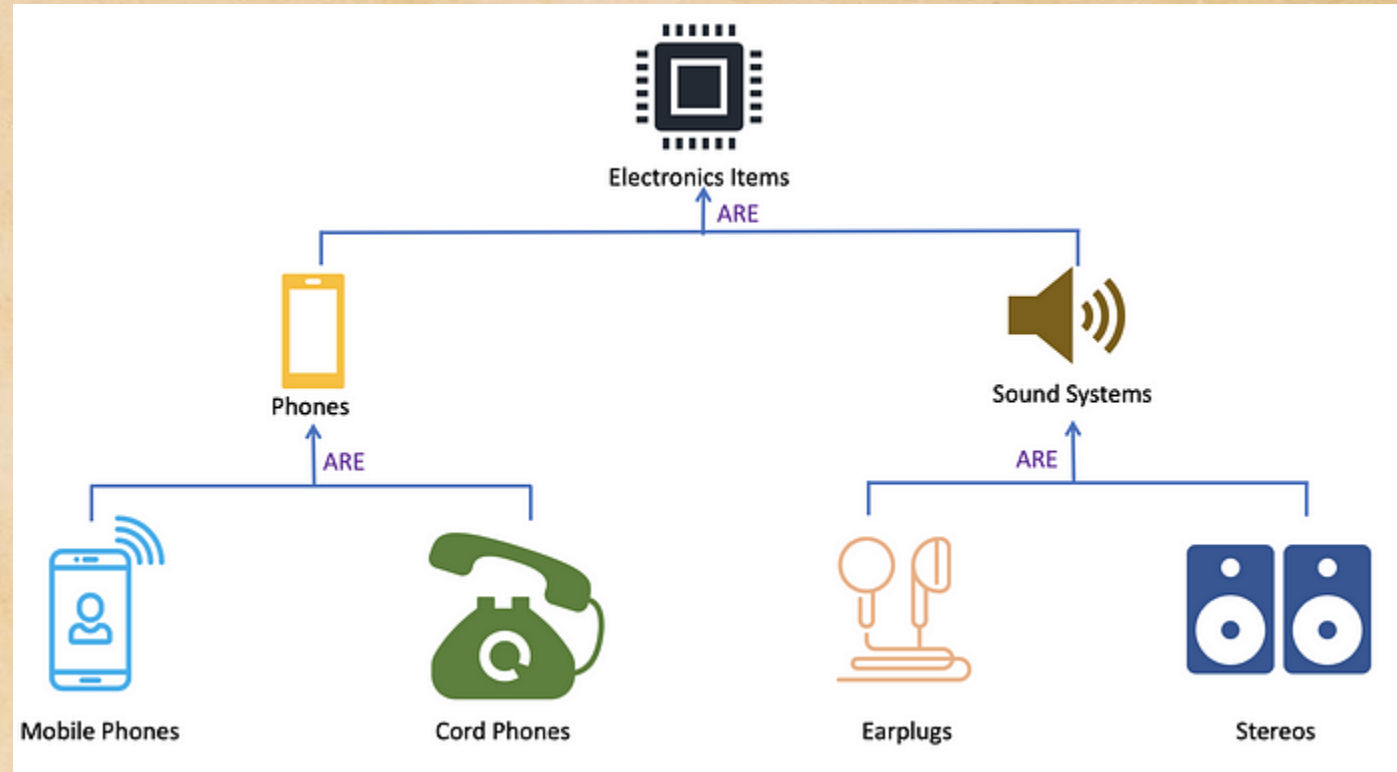 Electronics Items
ARE
Phones
Sound Systems
ARE
ARE
Mobile Phones
Cord Phones
Earplugs
Stereos